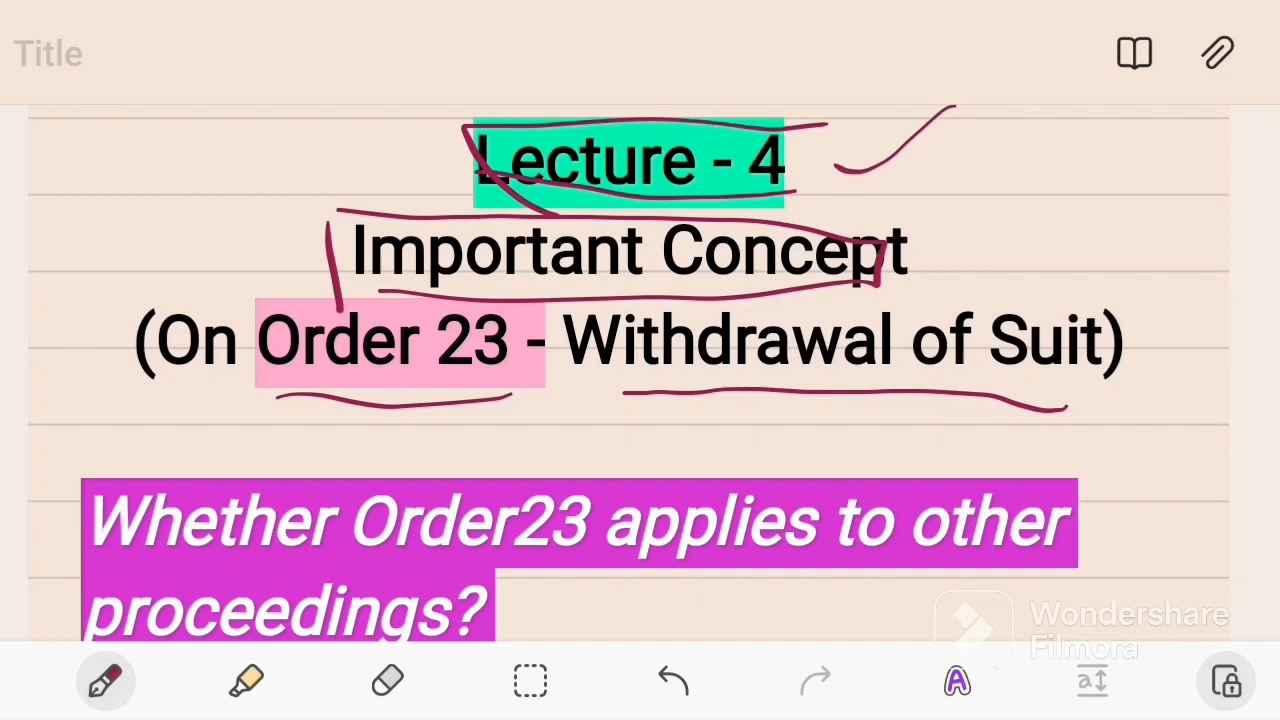 Title
Lecture - 4
Important Concept
(On Order 23 - Withdrawal of Suit)
Whether Order23 applies to other
proceedings?
Wondershare
Filmora
A
a